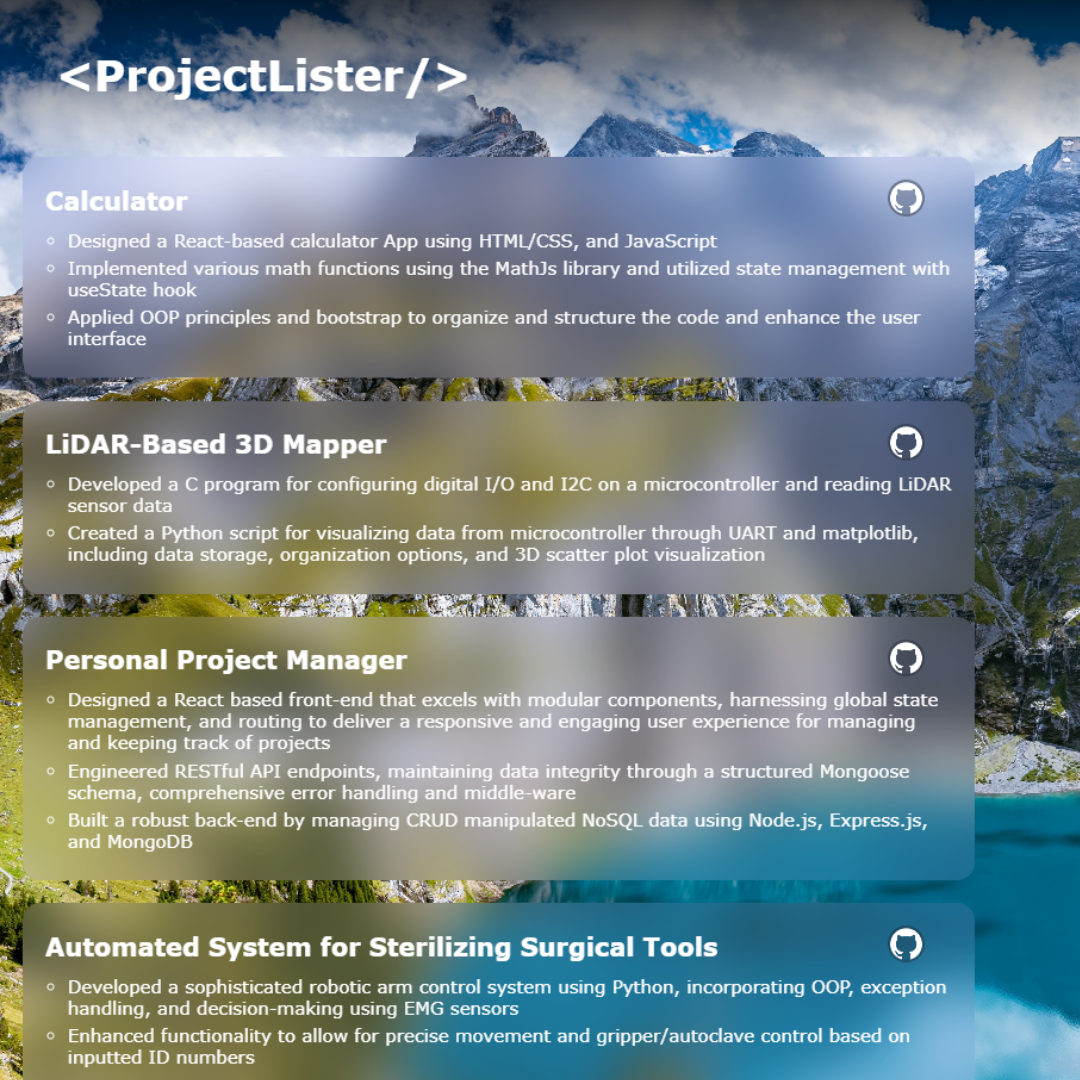 <ProjectLister/>
Calculator
Designed a React-based calculator App using HTML/CSS, and JavaScript
Implemented various math functions using the MathJs library and utilized state management with
useState hook
Applied OOP principles and bootstrap to organize and structure the code and enhance the user
interface
LiDAR-Based 3D Mapper
Developed a C program for configuring digital I/O and I2C on a microcontroller and reading LiDAR
sensor data
Created a Python script for visualizing data from microcontroller through UART and matplotlib,
including data storage, organization options, and 3D scatter plot visualization
Personal Project Manager
Designed a React based front-end that excels with modular components, harnessing global state
management, and routing to deliver a responsive and engaging user experience for managing
and keeping track of projects
Engineered RESTful API endpoints, maintaining data integrity through a structured Mongoose
schema, comprehensive error handling and middle-ware
Built a robust back-end by managing CRUD manipulated NoSQL data using Node.js, Express.js,
and MongoDB
Automated System for Sterilizing Surgical Tools
Developed a sophisticated robotic arm control system using Python, incorporating OOP, exception
handling, and decision-making using EMG sensors
Enhanced functionality to allow for precise movement and gripper/autoclave control based on
inputted ID numbers